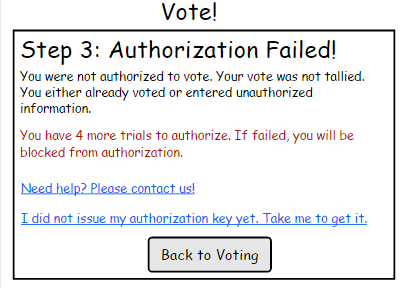 Vote!
Step 3: Authorization Failed!
You were not authorized to vote. Your vote was not tallied.
You either already voted or entered unauthorized
information.
You have 4 more trials to authorize. If failed, you will be
blocked from authorization.
Need help? Please contact us!
I did not issue my authorization key yet. Take me to get it.
Back to Voting